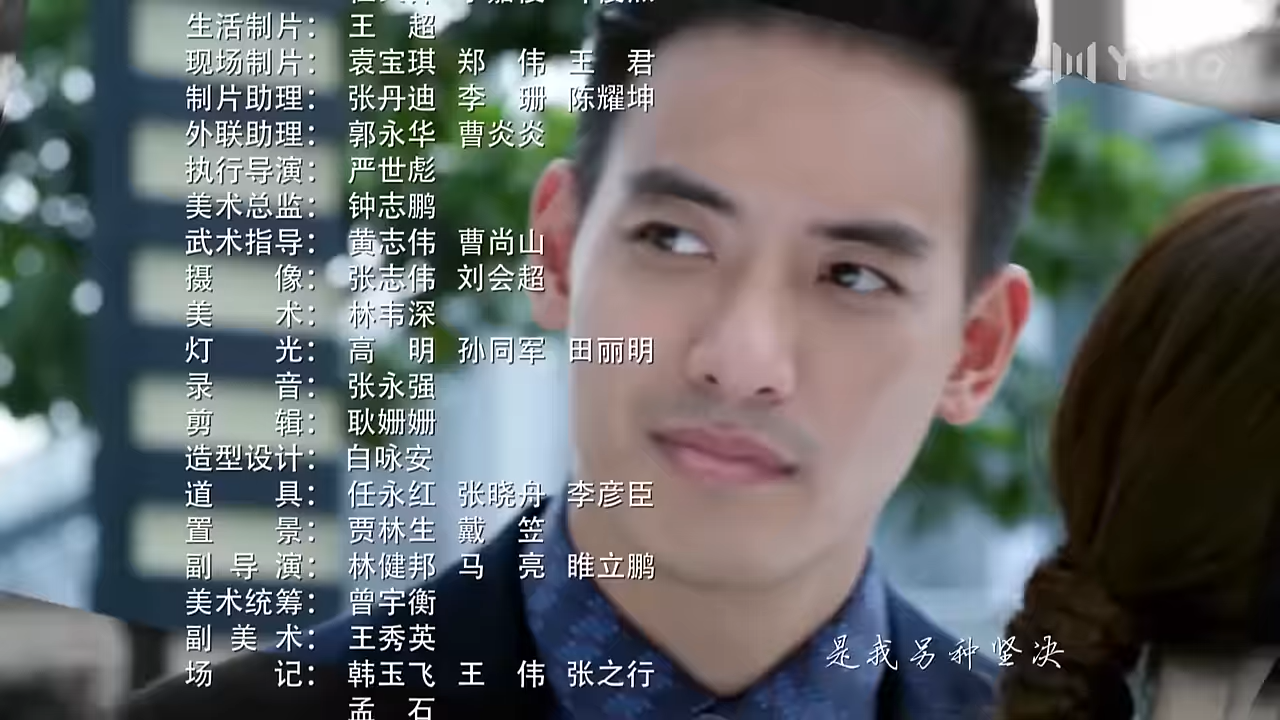 生活制片： 王 超
现场制片： 袁宝琪 郑 伟 王 君
制片助理： 张丹迪 李 珊 陈耀坤
外联助理： 郭永华 曹炎炎
执行导演： 严世彪
美术总监： 钟志鹏
武术指导： 黄志伟 曹尚山
摄 像： 张志伟 刘会超
美 术： 林韦深
灯 光： 高 明 孙同军 田丽明
录 音： 张永强
剪 辑： 耿姗姗
造型设计： 白咏安
道 具： 任永红 张晓舟 李彦臣
置 景： 贾林生 戴 笠
副 导 演： 林健邦 马 亮 睢立鹏
美术统筹： 曾宇衡
副 美 术： 王秀英
是我另种坚决
场 记： 韩玉飞 王 伟 张之行
孟 石